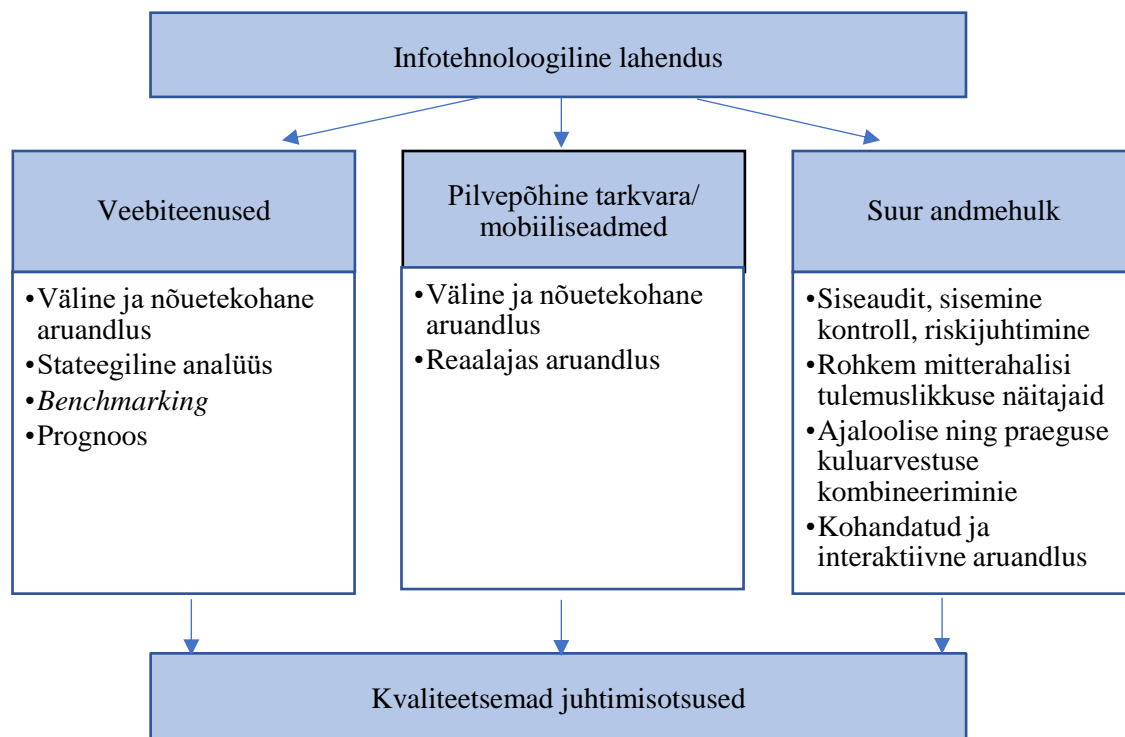 Infotehnoloogiline lahendus
Veebiteenused
•Väline ja nõuetekohane
aruandlus
•Stateegiline analüüs
•Benchmarking
•Prognoos
Pilvepõhine tarkvara/
mobiiliseadmed
•Väline ja nõuetekohane
aruandlus
•Reaalajas aruandlus
Suur andmehulk
•Siseaudit, sisemine
kontroll, riskijuhtimine
•Rohkem mitterahalisi
tulemuslikkuse näitajaid
•Ajaloolise ning praeguse
kuluarvestuse
kombineeriminie
•Kohandatud ja
interaktiivne aruandlus
Kvaliteetsemad juhtimisotsused